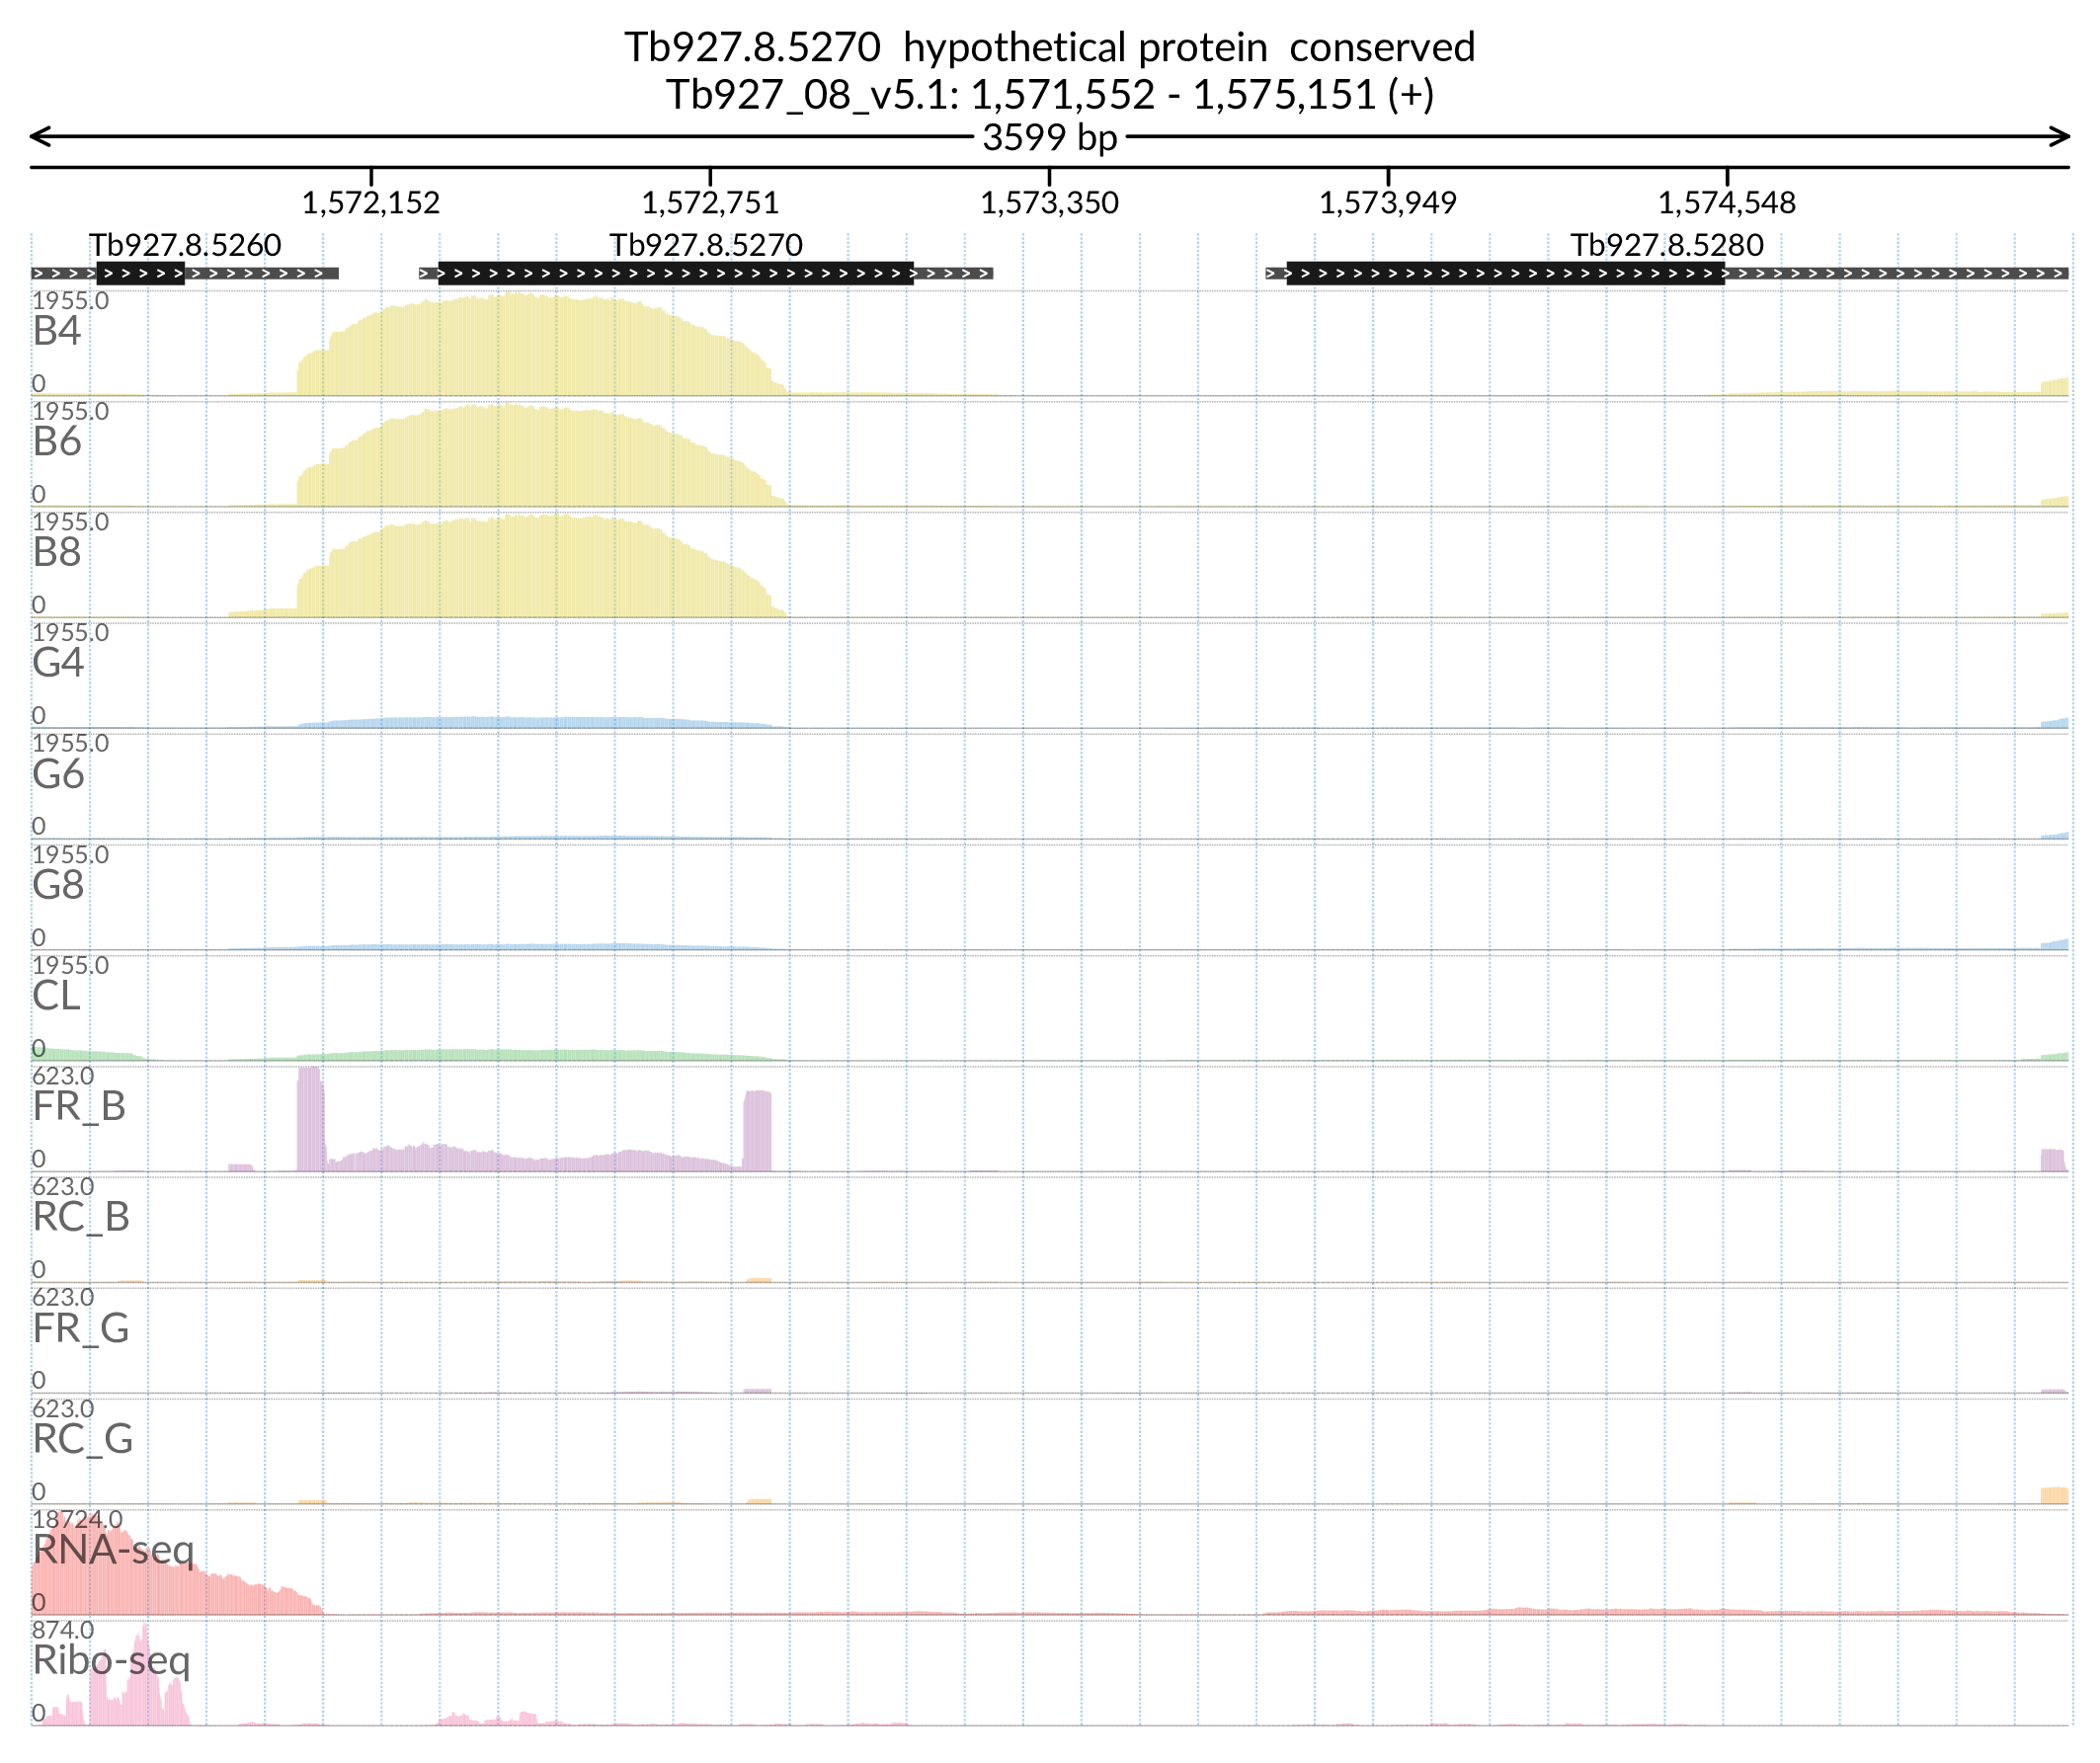 Tb927.8.5270  hypothetical protein  conserved
Tb927_08_v5.1: 1,571,552 - 1,575,151 (+)
3599 bp
1,572,152 1,572,751 1,573,350 1,573,949 1,574,548
Tb927.8.5260 Tb927.8.5270 Tb927.8.5280
1955.0
B4
0
1955.0
B6
0
1955.0
B8
0
1955.0
G4
0
1955.0
G6
0
1955.0
G8
0
1955.0
CL
0
623.0
FR_B
0
623.0
RC_B
0
623.0
FR_G
0
623.0
RC_G
0
18724.0
RNA-seq
0
874.0
Ribo-seq
0